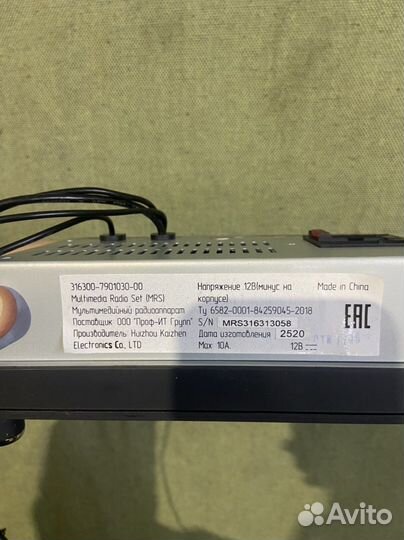 316300-7901030-00
Multimedia Radio Set (MRS)
Мультимедийный радиоаппарат
Поставщик ООО "Проф-ИТ Групп"
Производитель: Huizhou Kaizhen
Electronics Co., LTD
Напряжение 12В(минус на
корпусе)
Ту 6582-0001-84259045-2018
S/N MRS316313058
Дата изготовления 2520
Max 10A. 12В
Made in China
EAC
Avito